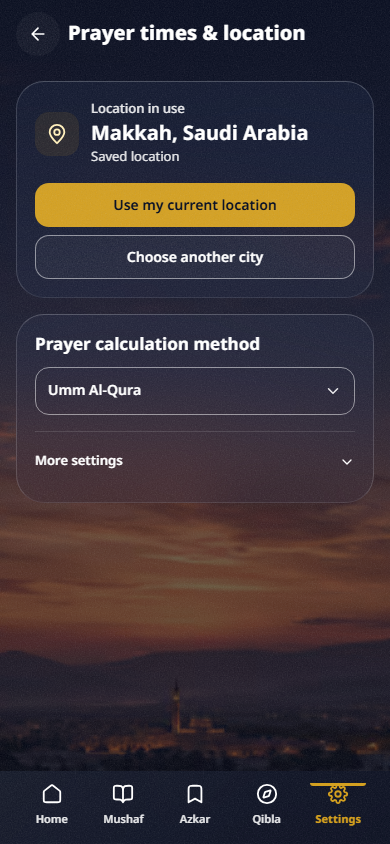 Prayer times & location
Location in use
Makkah, Saudi Arabia
Saved location
Use my current location
Choose another city
Prayer calculation method
Umm Al-Qura
More settings
Home
Mushaf
Azkar
Qibla
Settings